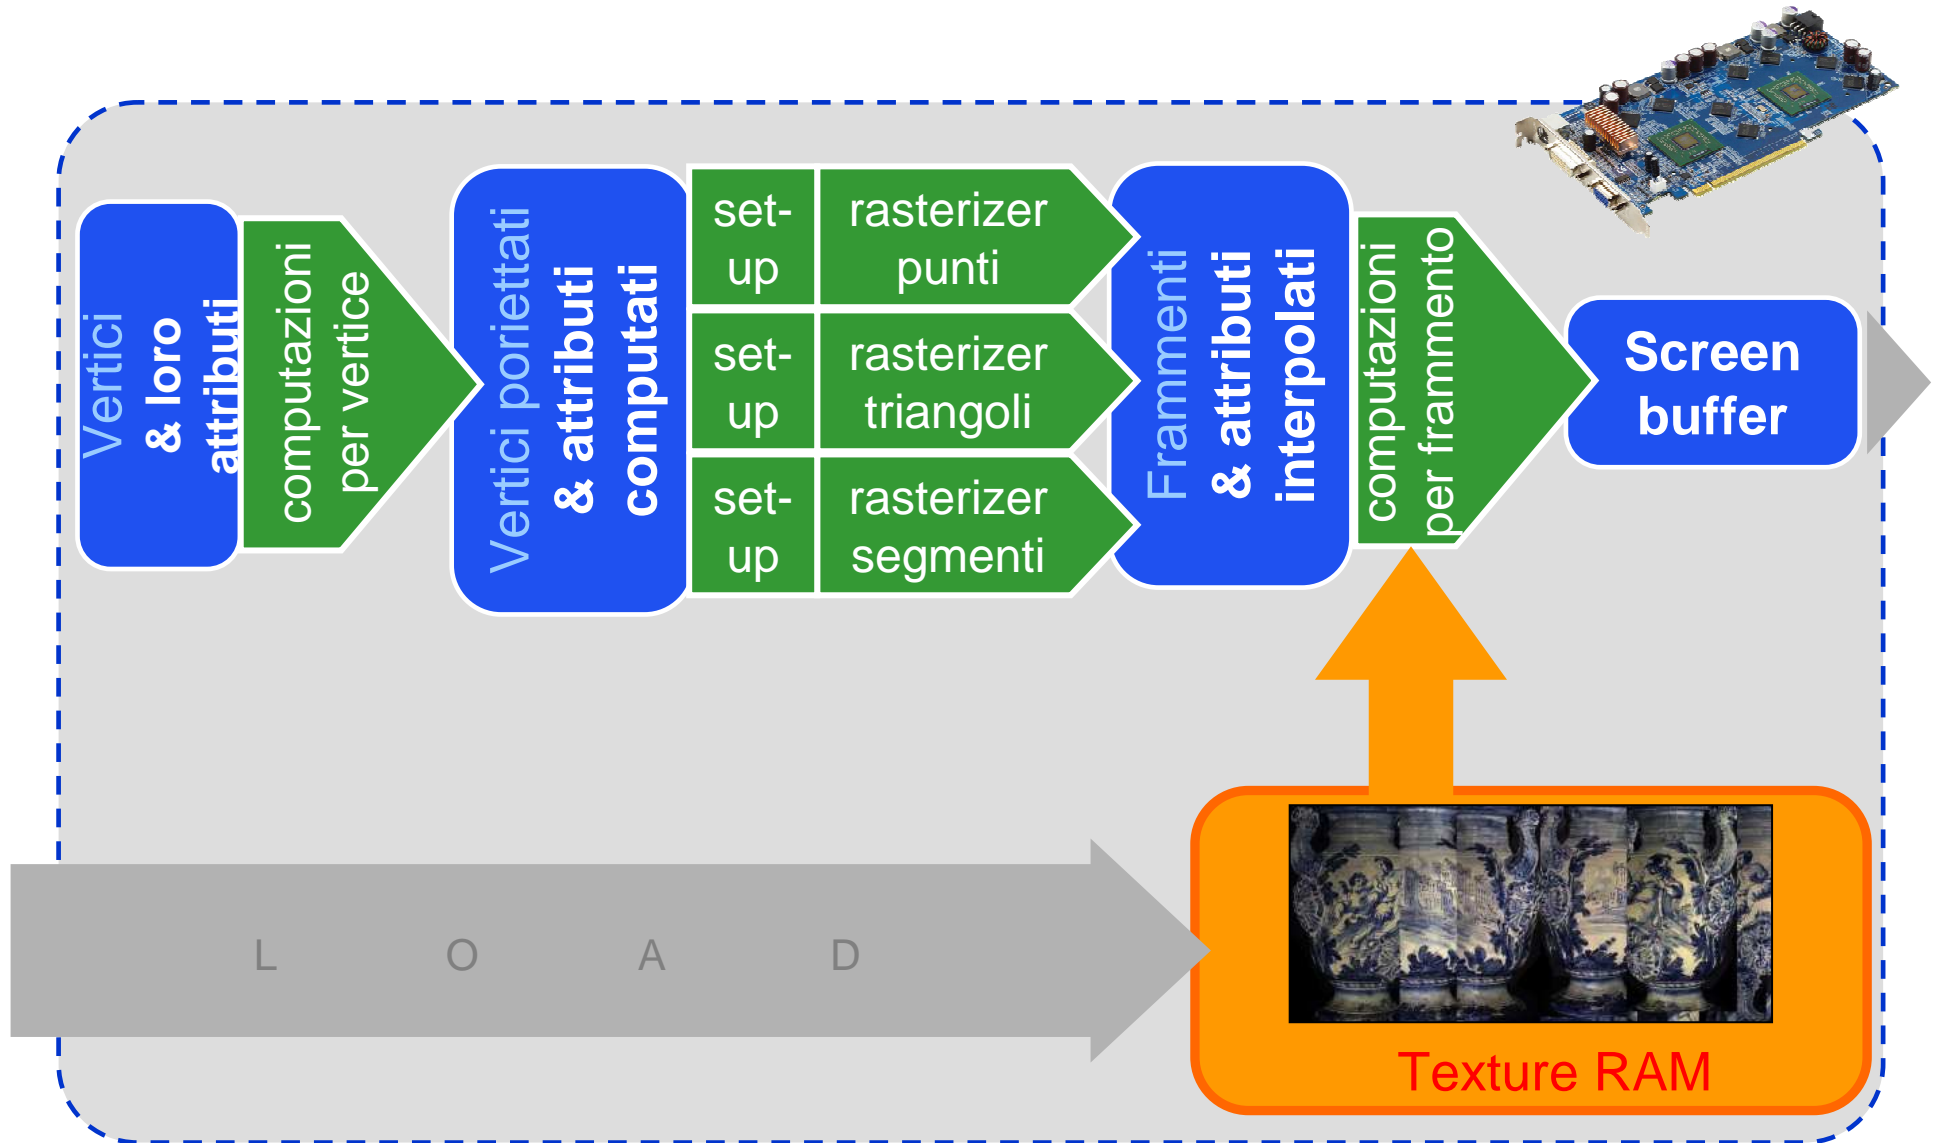 Vertici
& loro
attributi
computazioni
per vertice
Vertici poriettati
& attributi
computati
set-
up
rasterizer
punti
set-
up
rasterizer
triangoli
set-
up
rasterizer
segmenti
Frammenti
& attributi
interpolati
computazioni
per frammento
Screen
buffer
L O A D
Texture RAM